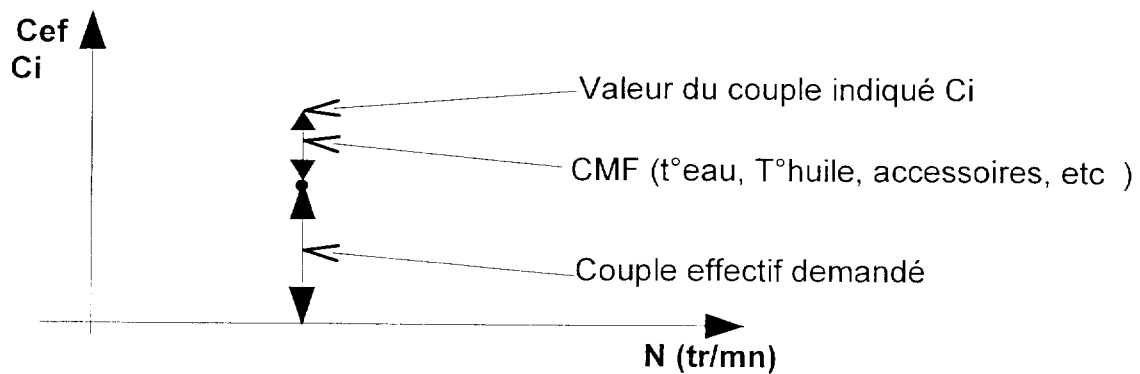 Cef
Ci
Valeur du couple indiqué Ci
CMF (t°eau, T°huile, accessoires, etc )
Couple effectif demandé
N (tr/mn)